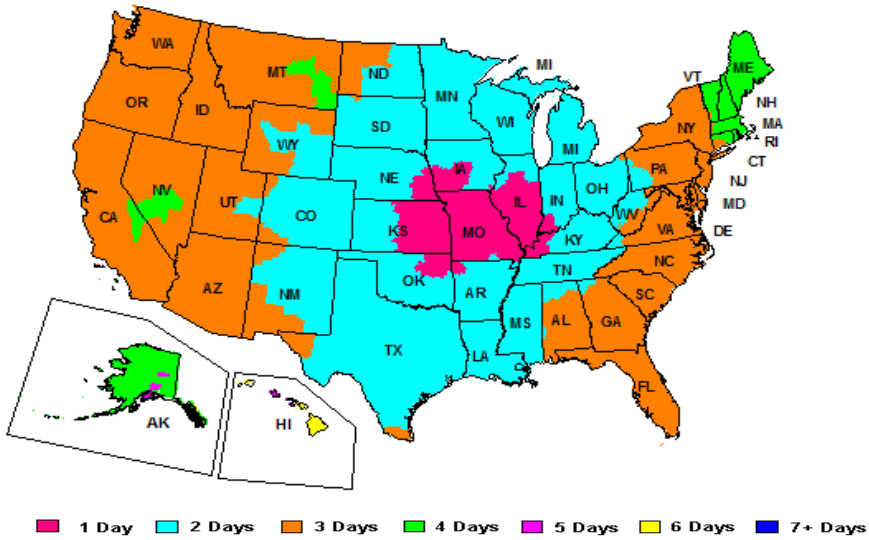 WA
MT
ND
MN
MI
VT
ME
OR
ID
SD
WI
MI
NY
NH
MA
RI
CT
WY
NE
IA
PA
NJ
NV
UT
CO
IL
IN
OH
WV
MD
CA
KS
MO
KY
VA
DE
AZ
NM
OK
AR
TN
NC
SC
TX
LA
MS
AL
GA
FL
AK
HI
1 Day 2 Days 3 Days 4 Days 5 Days 6 Days 7+ Days